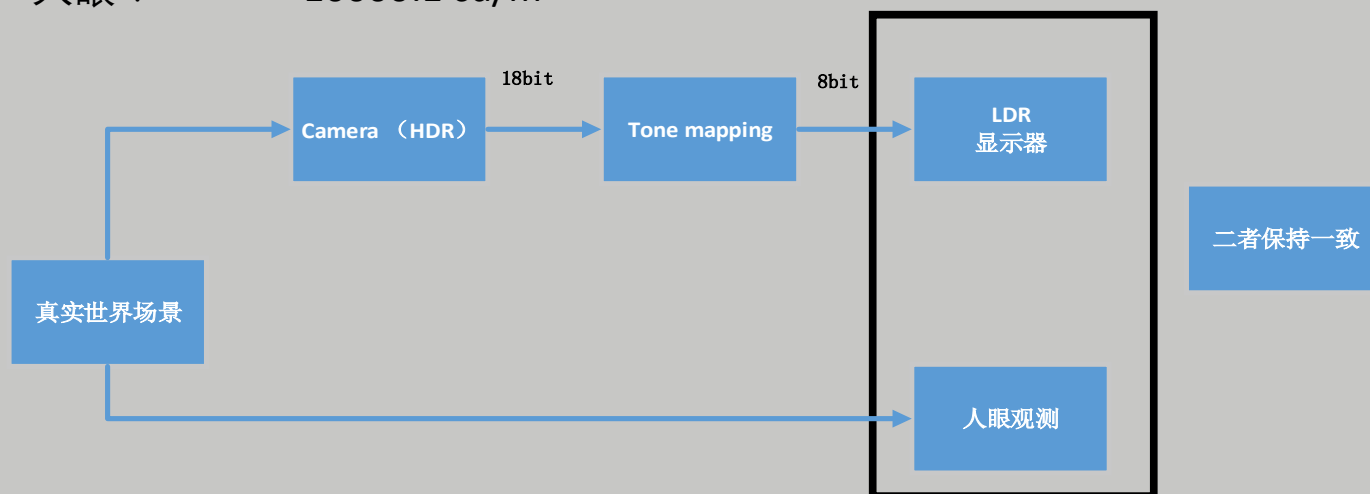 18bit
8bit
Camera （HDR）
Tone mapping
LDR
显示器
二者保持一致
真实世界场景
人眼观测